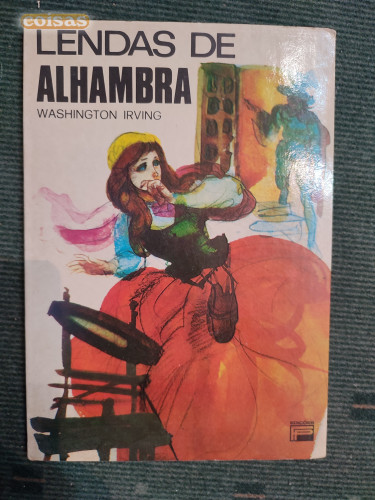 coisas
LENDAS DE
ALHAMBRA
WASHINGTON IRVING